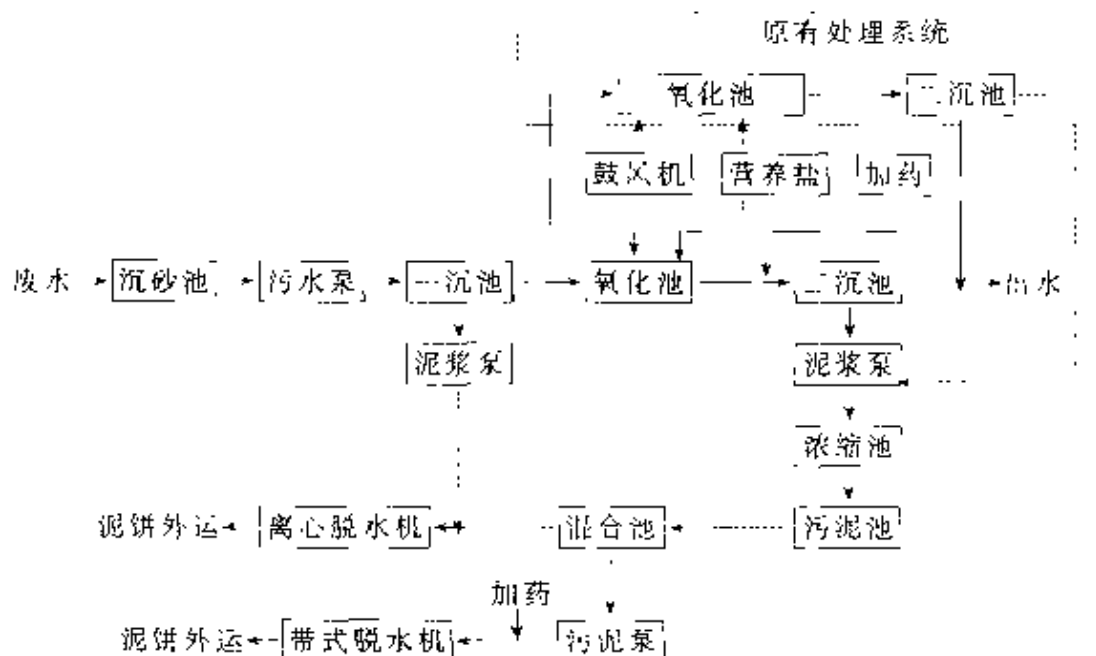 原有处理系统
氧化池 二沉池
鼓风机 营养盐 加药
废水 沉砂池 污水泵 一沉池 氧化池 二沉池 出水
泥浆泵 泥浆泵
浓缩池
泥饼外运 离心脱水机 混合池 污泥池
加药
泥饼外运 带式脱水机 污泥泵